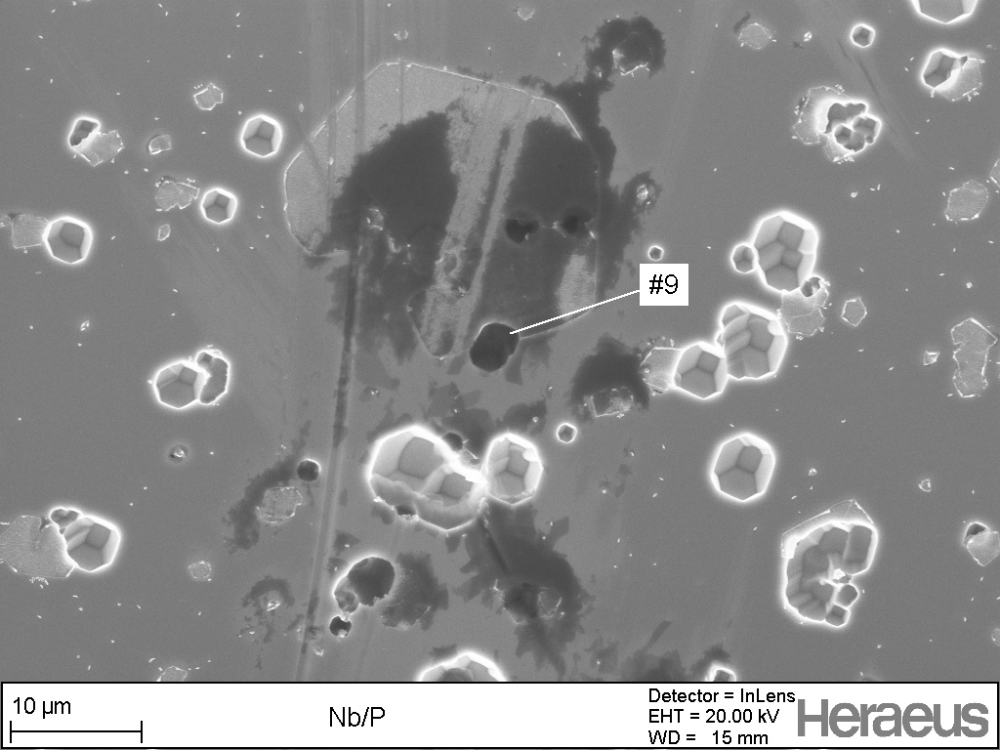 #9
10 µm
Nb/P
Detector = InLens
EHT = 20.00 kV
WD = 15 mm
Heraeus